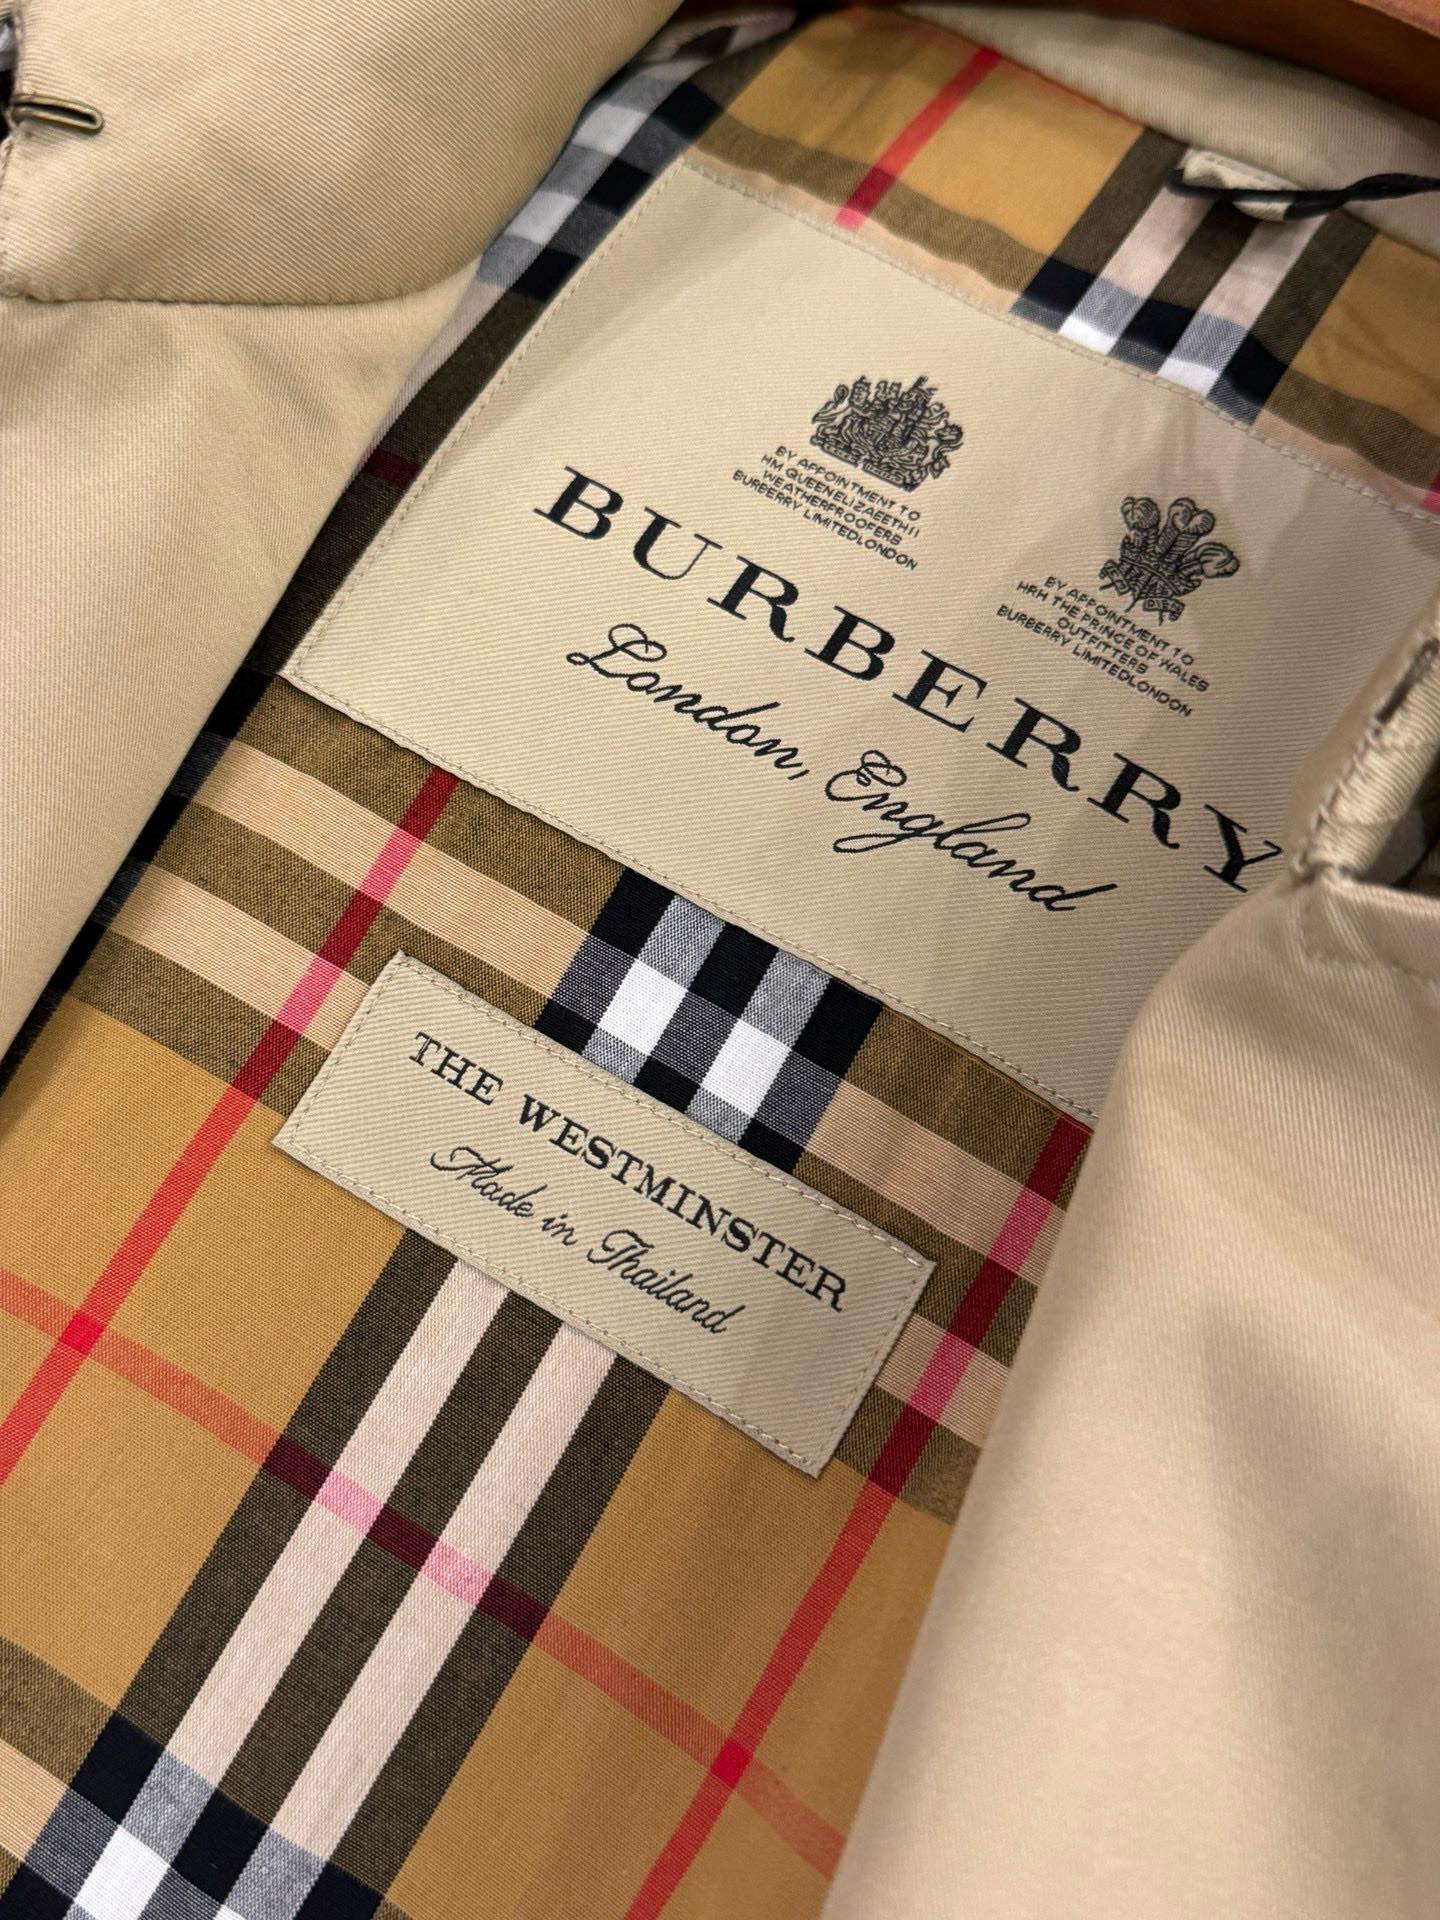 BY APPOINTMENT TO
HM QUEENELIZAEETHII
WEATHERFROOFERS
BURBERRY LIMITEDLONDON
BY APPOINTMENT TO
HRH THE PRINCE OF WALES
OUTFITTERS
BURBERRY LIMITEDLONDON
BURBERRY
London, England
THE WESTMINSTER
Made in Thailand